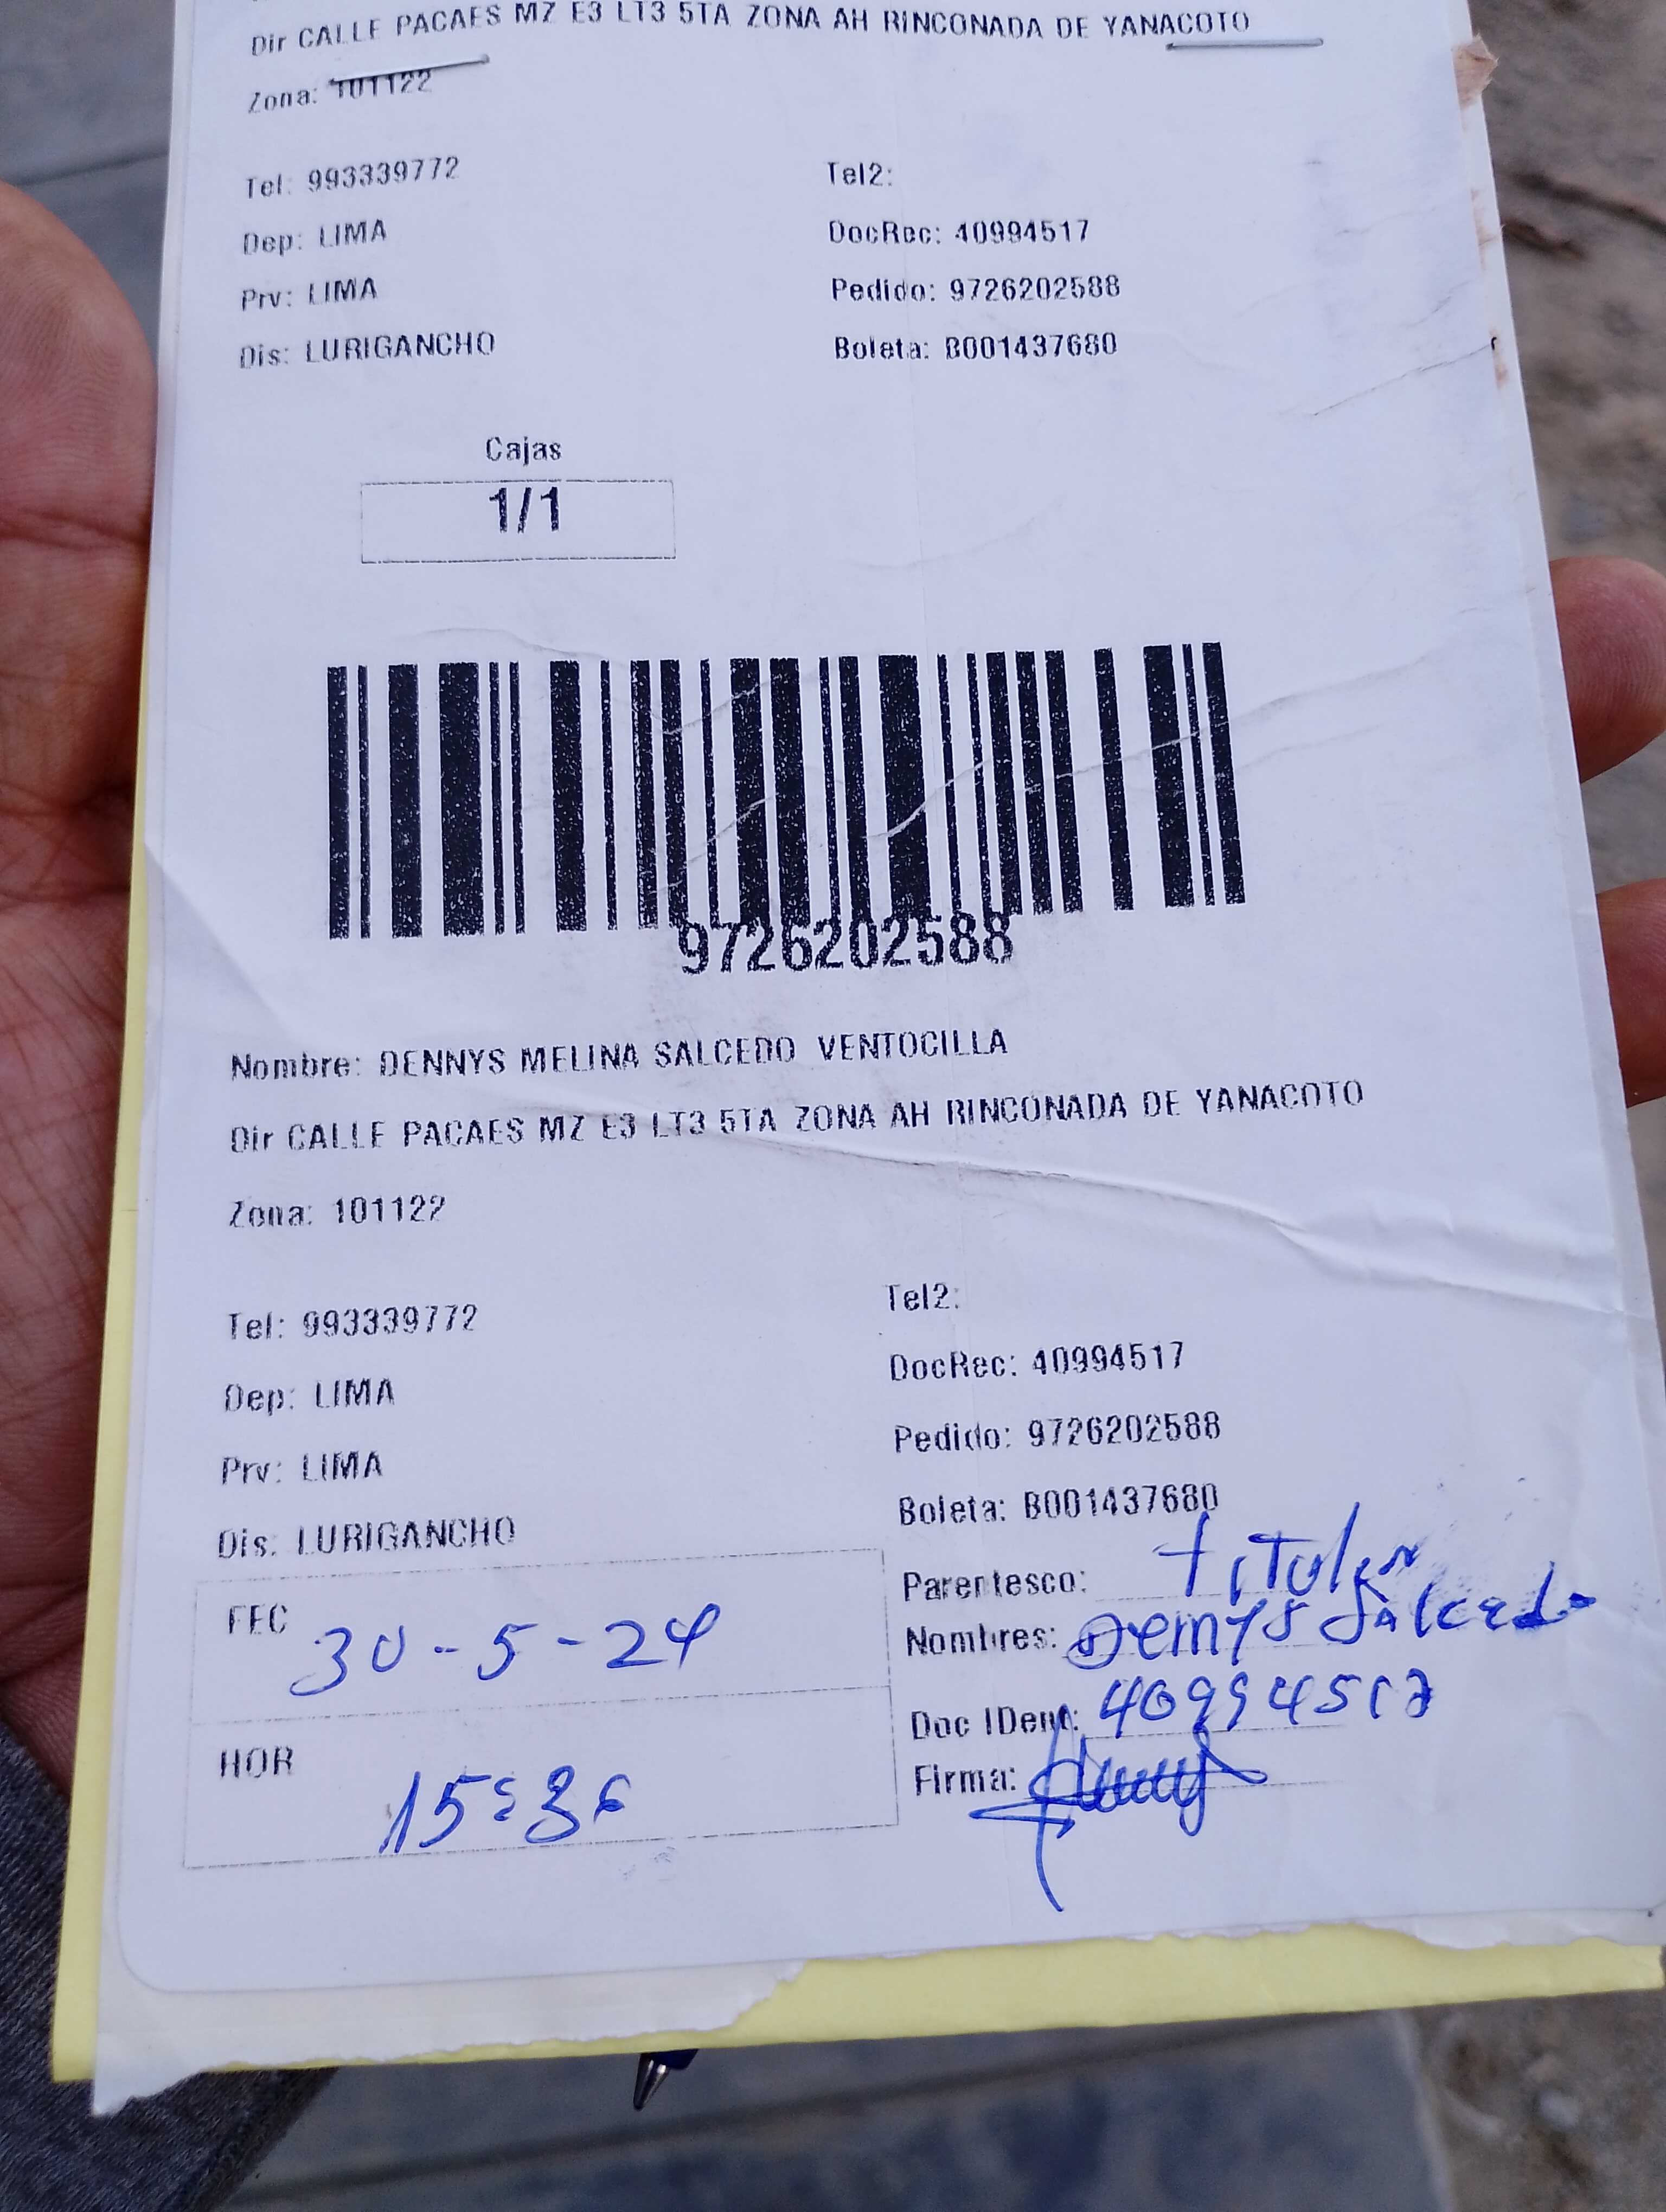 Dir CALLE PACAES MZ E3 LT3 5TA ZONA AH RINCONADA DE YANACOTO
Zona: 101122
Tel: 993339772 Tel2:
Dep: LIMA DocRec: 40994517
Prv: LIMA Pedido: 9726202588
Dis: LURIGANCHO Boleta: B001437680
Cajas
1/1
9726202588
Nombre: DENNYS MELINA SALCEDO VENTOCILLA
Dir CALLE PACAES MZ E3 LT3 5TA ZONA AH RINCONADA DE YANACOTO
Zona: 101122
Tel: 993339772 Tel2:
Dep: LIMA DocRec: 40994517
Prv: LIMA Pedido: 9726202588
Dis: LURIGANCHO Boleta: B001437680
Parentesco: Titular
FEC 30-5-24 Nombres: Dennys Salcedo
Doc IDent: 40994517
HOR 15:36 Firma: